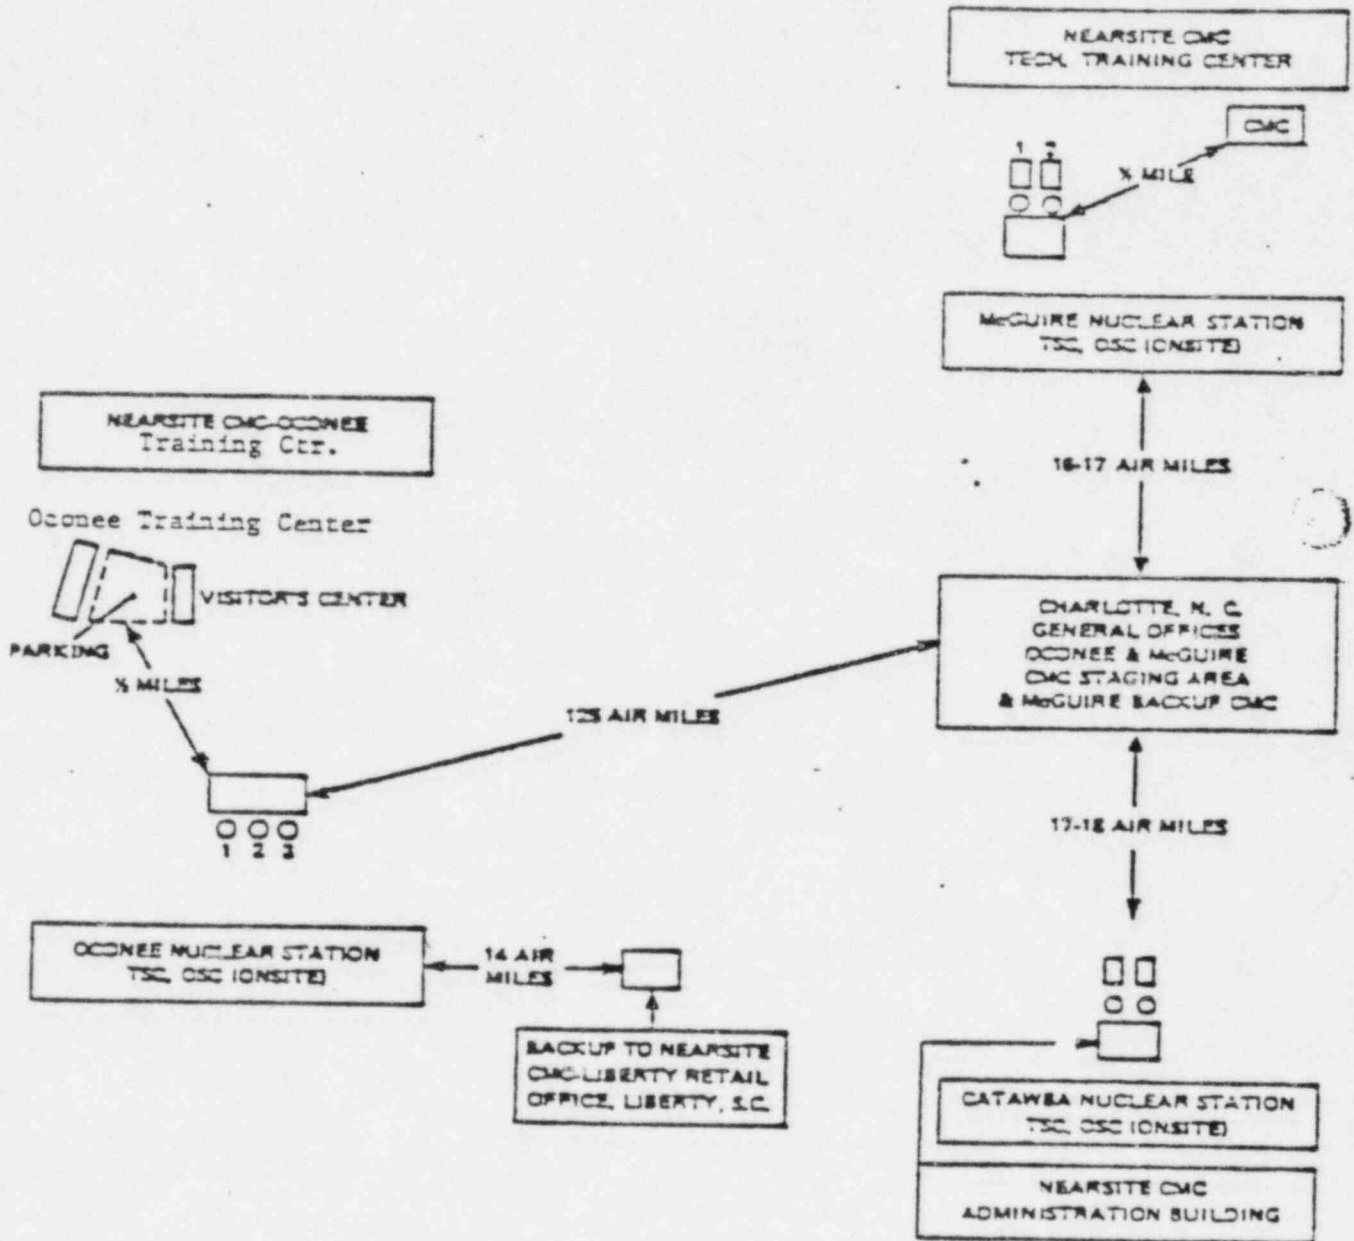 NEARSITE CMC
TECH. TRAINING CENTER
CMC
1 2
½ MILE
McGUIRE NUCLEAR STATION
TSC, OSC (ONSITE)
16-17 AIR MILES
NEARSITE CMC-OCONEE
Training Ctr.
Oconee Training Center
VISITOR'S CENTER
PARKING
½ MILES
125 AIR MILES
CHARLOTTE, N. C.
GENERAL OFFICES
OCONEE & McGUIRE
CMC STAGING AREA
& McGUIRE BACKUP CMC
1 2 3
17-18 AIR MILES
OCONEE NUCLEAR STATION
TSC, OSC (ONSITE)
14 AIR
MILES
BACKUP TO NEARSITE
CMC-LIBERTY RETAIL
OFFICE, LIBERTY, S.C.
CATAWBA NUCLEAR STATION
TSC, OSC (ONSITE)
NEARSITE CMC
ADMINISTRATION BUILDING